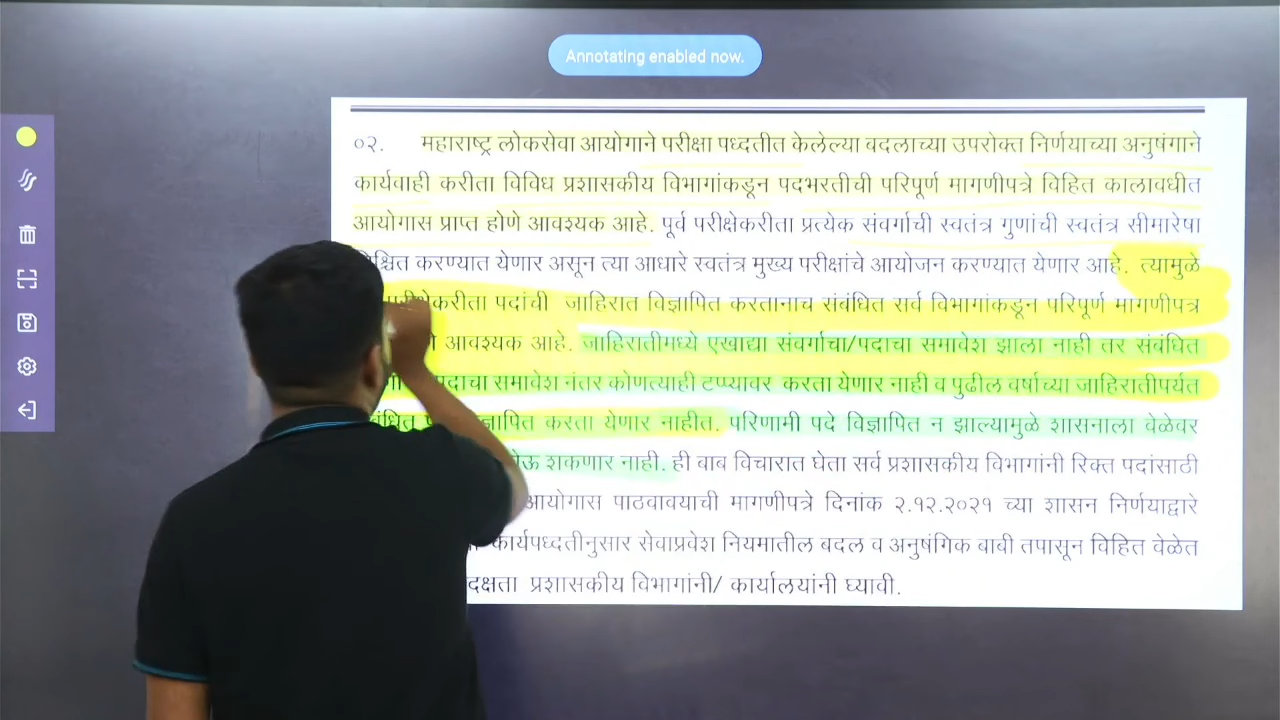 Annotating enabled now.
०२. महाराष्ट्र लोकसेवा आयोगाने परीक्षा पध्दतीत केलेल्या बदलाच्या उपरोक्त निर्णयाच्या अनुषंगाने
कार्यवाही करीता विविध प्रशासकीय विभागांकडून पदभरतीची परिपूर्ण मागणीपत्रे विहित कालावधीत
आयोगास प्राप्त होणे आवश्यक आहे. पूर्व परीक्षेकरीता प्रत्येक संवर्गाची स्वतंत्र गुणांची स्वतंत्र सीमारेषा
करण्यात येणार असून त्या आधारे स्वतंत्र मुख्य परीक्षांचे आयोजन करण्यात येणार आहे. त्यामुळे
पदांची जाहिरात विज्ञापित करतानाच संबंधित सर्व विभागांकडून परिपूर्ण मागणीपत्र
आवश्यक आहे. जाहिरातीमध्ये एखाद्या संवर्गाचा/पदाचा समावेश झाला नाही तर संबंधित
समावेश नंतर कोणत्याही टप्प्यावर करता येणार नाही व पुढील वर्षाच्या जाहिरातीपर्यंत
करता येणार नाहीत. परिणामी पदे विज्ञापित न झाल्यामुळे शासनाला वेळेवर
शकणार नाही. ही बाब विचारात घेता सर्व प्रशासकीय विभागांनी रिक्त पदांसाठी
आयोगास पाठवावयाची मागणीपत्रे दिनांक २.१२.२०२१ च्या शासन निर्णयाद्वारे
कार्यपध्दतीनुसार सेवाप्रवेश नियमातील बदल व अनुषंगिक बाबी तपासून विहित वेळेत
दक्षता प्रशासकीय विभागांनी/ कार्यालयांनी घ्यावी.